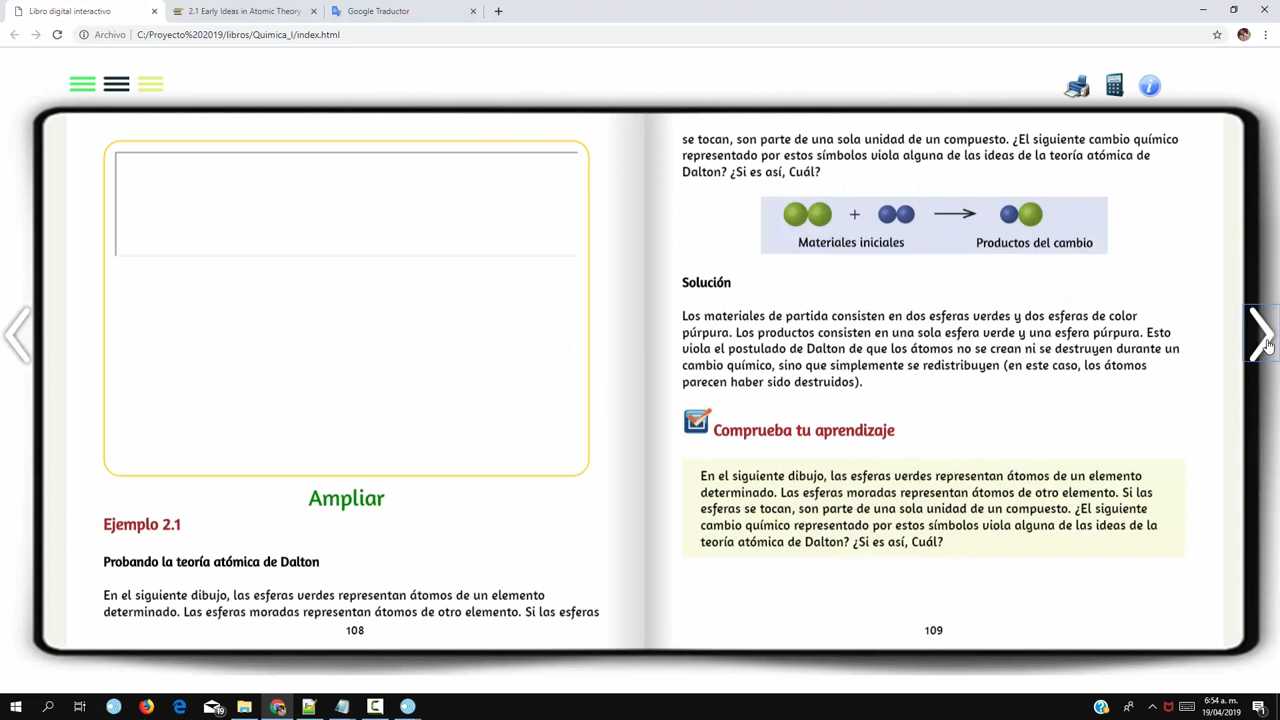 Libro digital interactivo
2.1 Early Ideas in Atomic Theory
Google Traductor
Archivo
C:/Proyecto%202019/libros/Quimica_I/index.html
Ampliar
Ejemplo 2.1
Probando la teoría atómica de Dalton
En el siguiente dibujo, las esferas verdes representan átomos de un elemento
determinado. Las esferas moradas representan átomos de otro elemento. Si las esferas
108
se tocan, son parte de una sola unidad de un compuesto. ¿El siguiente cambio químico
representado por estos símbolos viola alguna de las ideas de la teoría atómica de
Dalton? ¿Si es así, Cuál?
+
Materiales iniciales Productos del cambio
Solución
Los materiales de partida consisten en dos esferas verdes y dos esferas de color
púrpura. Los productos consisten en una sola esfera verde y una esfera púrpura. Esto
viola el postulado de Dalton de que los átomos no se crean ni se destruyen durante un
cambio químico, sino que simplemente se redistribuyen (en este caso, los átomos
parecen haber sido destruidos).
Comprueba tu aprendizaje
En el siguiente dibujo, las esferas verdes representan átomos de un elemento
determinado. Las esferas moradas representan átomos de otro elemento. Si las
esferas se tocan, son parte de una sola unidad de un compuesto. ¿El siguiente
cambio químico representado por estos símbolos viola alguna de las ideas de la
teoría atómica de Dalton? ¿Si es así, Cuál?
109
6:54 a. m.
19/04/2019